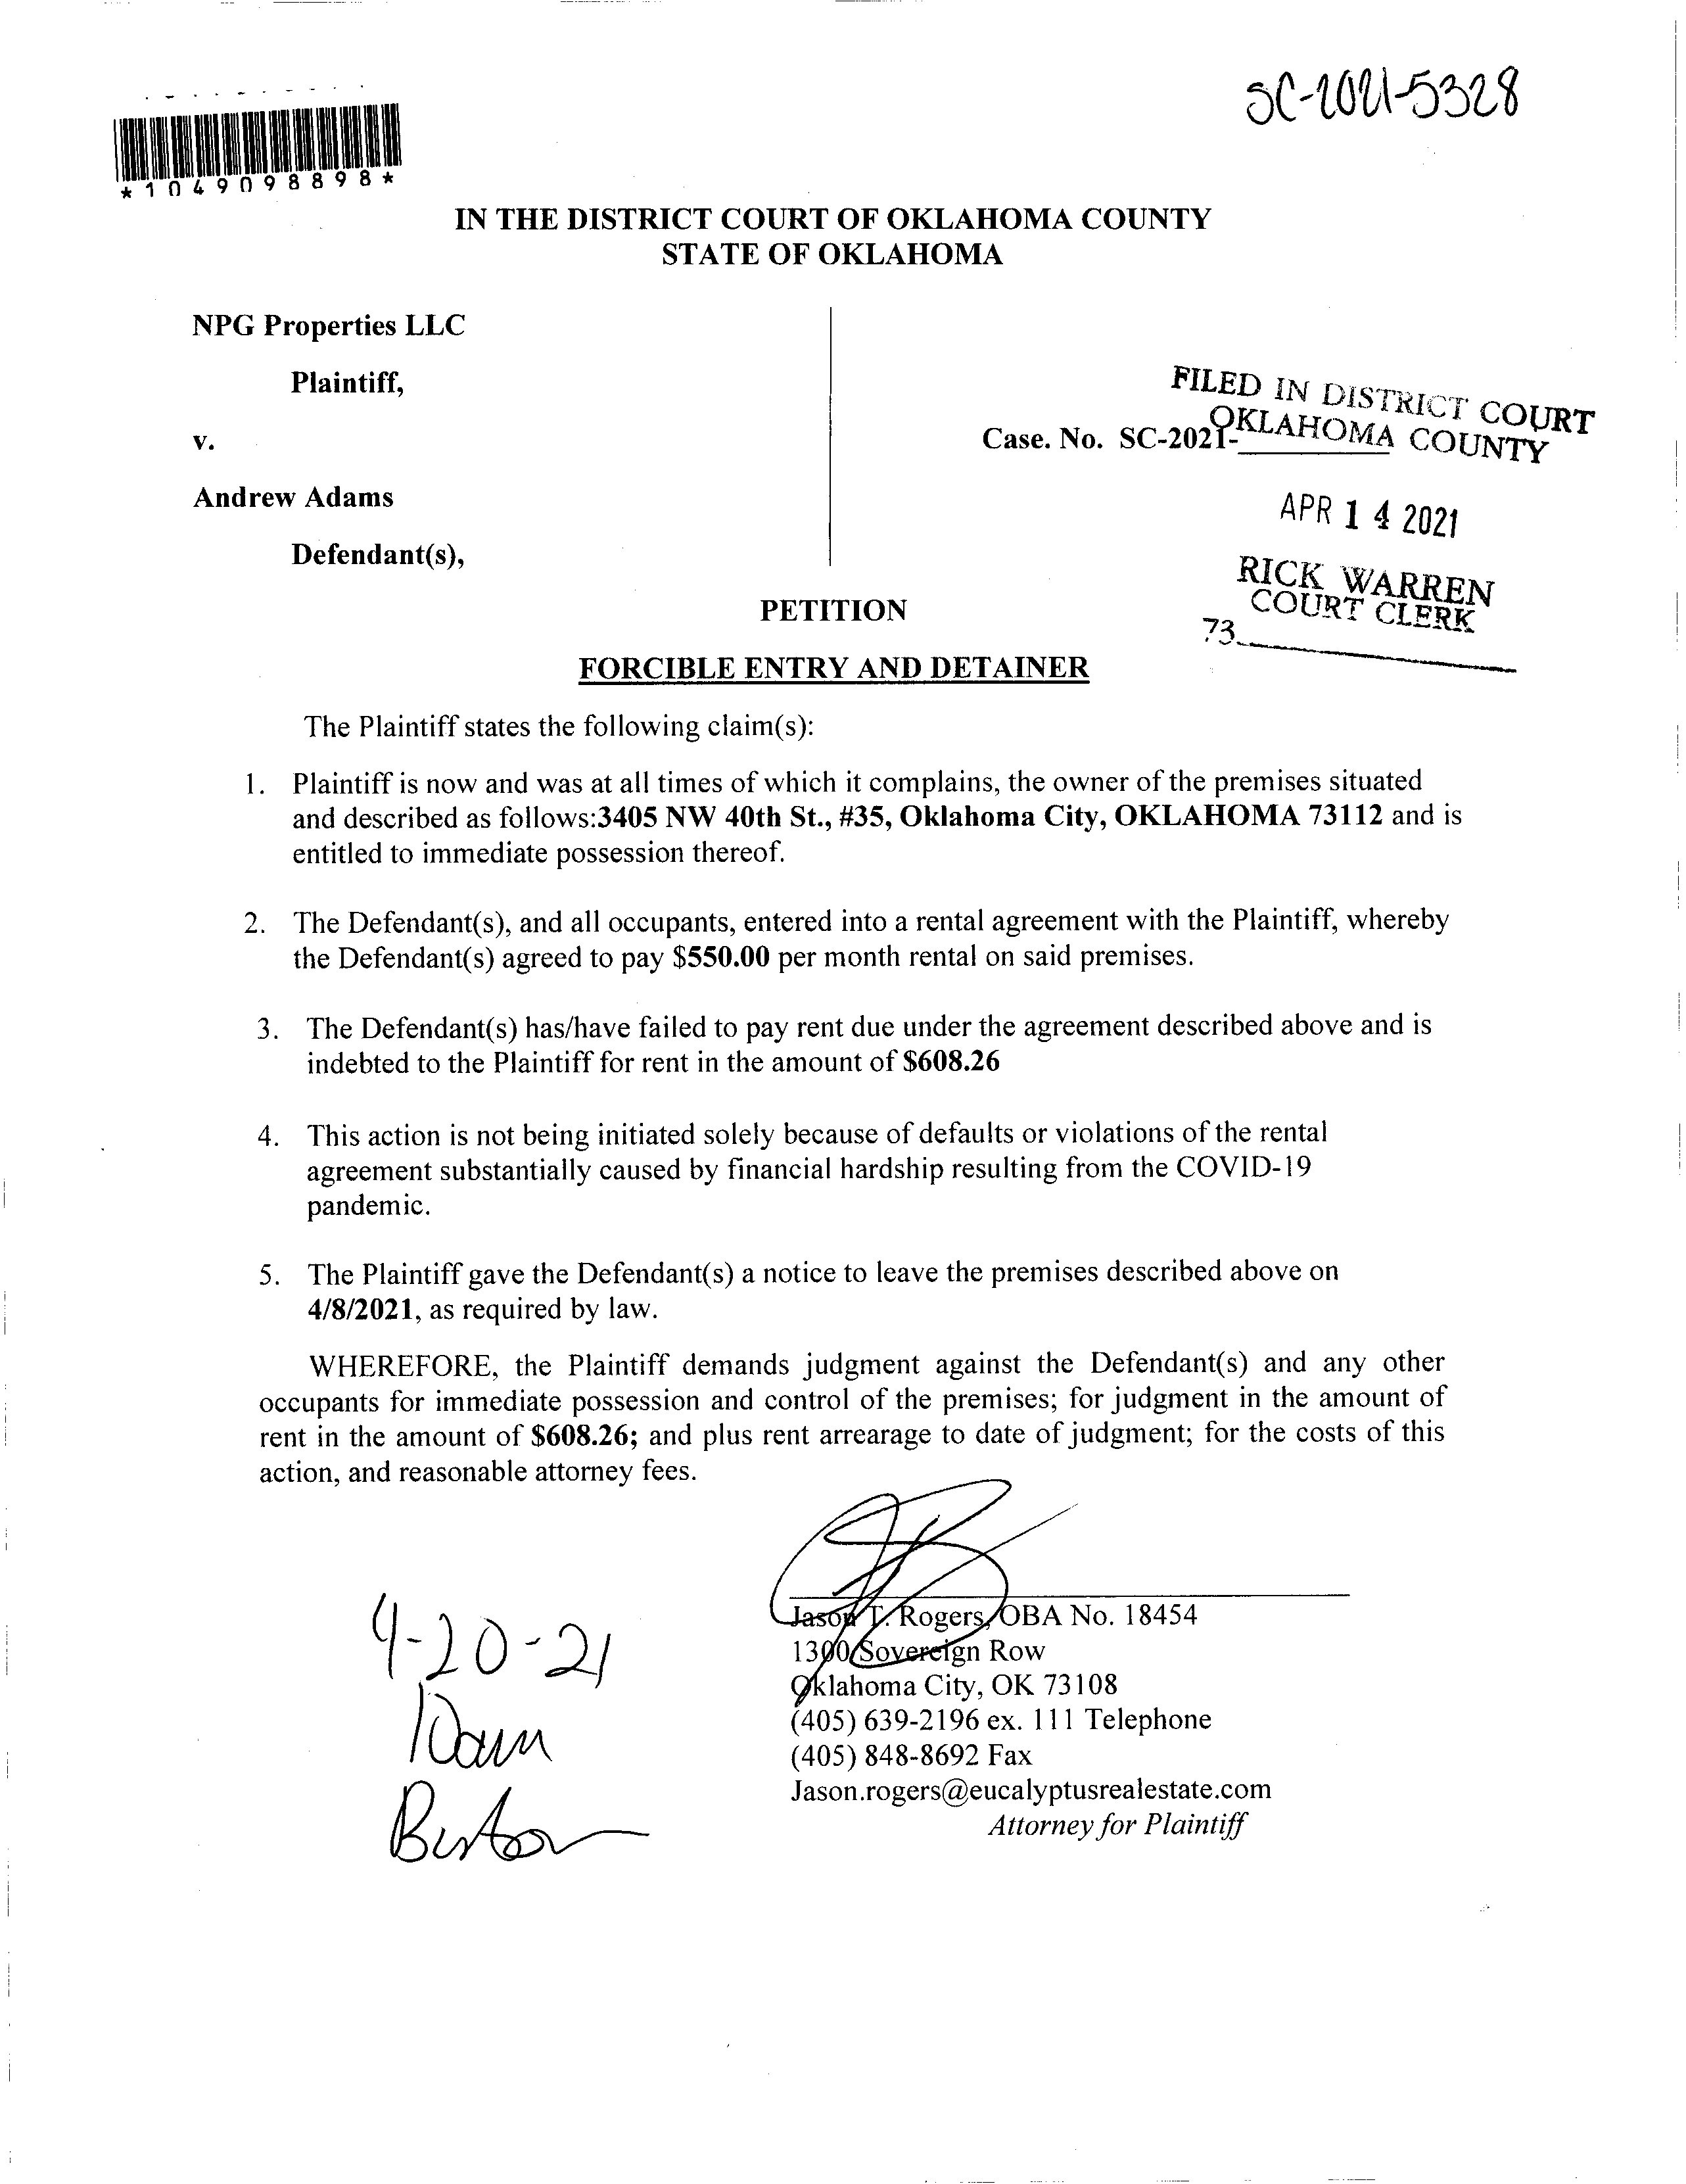 SC-2021-5328
*1049098898*
IN THE DISTRICT COURT OF OKLAHOMA COUNTY
STATE OF OKLAHOMA
NPG Properties LLC
Plaintiff,
v.
Andrew Adams
Defendant(s),
Case. No. SC-2021-
FILED IN DISTRICT COURT
OKLAHOMA COUNTY
APR 14 2021
RICK WARREN
COURT CLERK
73
PETITION
FORCIBLE ENTRY AND DETAINER
The Plaintiff states the following claim(s):
1. Plaintiff is now and was at all times of which it complains, the owner of the premises situated
and described as follows:3405 NW 40th St., #35, Oklahoma City, OKLAHOMA 73112 and is
entitled to immediate possession thereof.
2. The Defendant(s), and all occupants, entered into a rental agreement with the Plaintiff, whereby
the Defendant(s) agreed to pay $550.00 per month rental on said premises.
3. The Defendant(s) has/have failed to pay rent due under the agreement described above and is
indebted to the Plaintiff for rent in the amount of $608.26
4. This action is not being initiated solely because of defaults or violations of the rental
agreement substantially caused by financial hardship resulting from the COVID-19
pandemic.
5. The Plaintiff gave the Defendant(s) a notice to leave the premises described above on
4/8/2021, as required by law.
WHEREFORE, the Plaintiff demands judgment against the Defendant(s) and any other
occupants for immediate possession and control of the premises; for judgment in the amount of
rent in the amount of $608.26; and plus rent arrearage to date of judgment; for the costs of this
action, and reasonable attorney fees.
Jason T. Rogers, OBA No. 18454
1300 Sovereign Row
Oklahoma City, OK 73108
(405) 639-2196 ex. 111 Telephone
(405) 848-8692 Fax
Jason.rogers@eucalyptusrealestate.com
Attorney for Plaintiff
4-20-21
10am